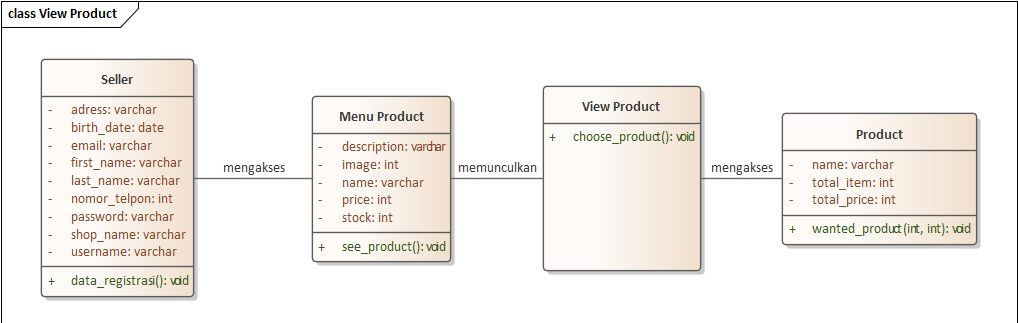 class View Product
Seller
- adress: varchar
- birth_date: date
- email: varchar
- first_name: varchar
- last_name: varchar
- nomor_telpon: int
- password: varchar
- shop_name: varchar
- username: varchar
+ data_registrasi(): void
mengakses
Menu Product
- description: varchar
- image: int
- name: varchar
- price: int
- stock: int
+ see_product(): void
memunculkan
View Product
+ choose_product(): void
mengakses
Product
- name: varchar
- total_item: int
- total_price: int
+ wanted_product(int, int): void